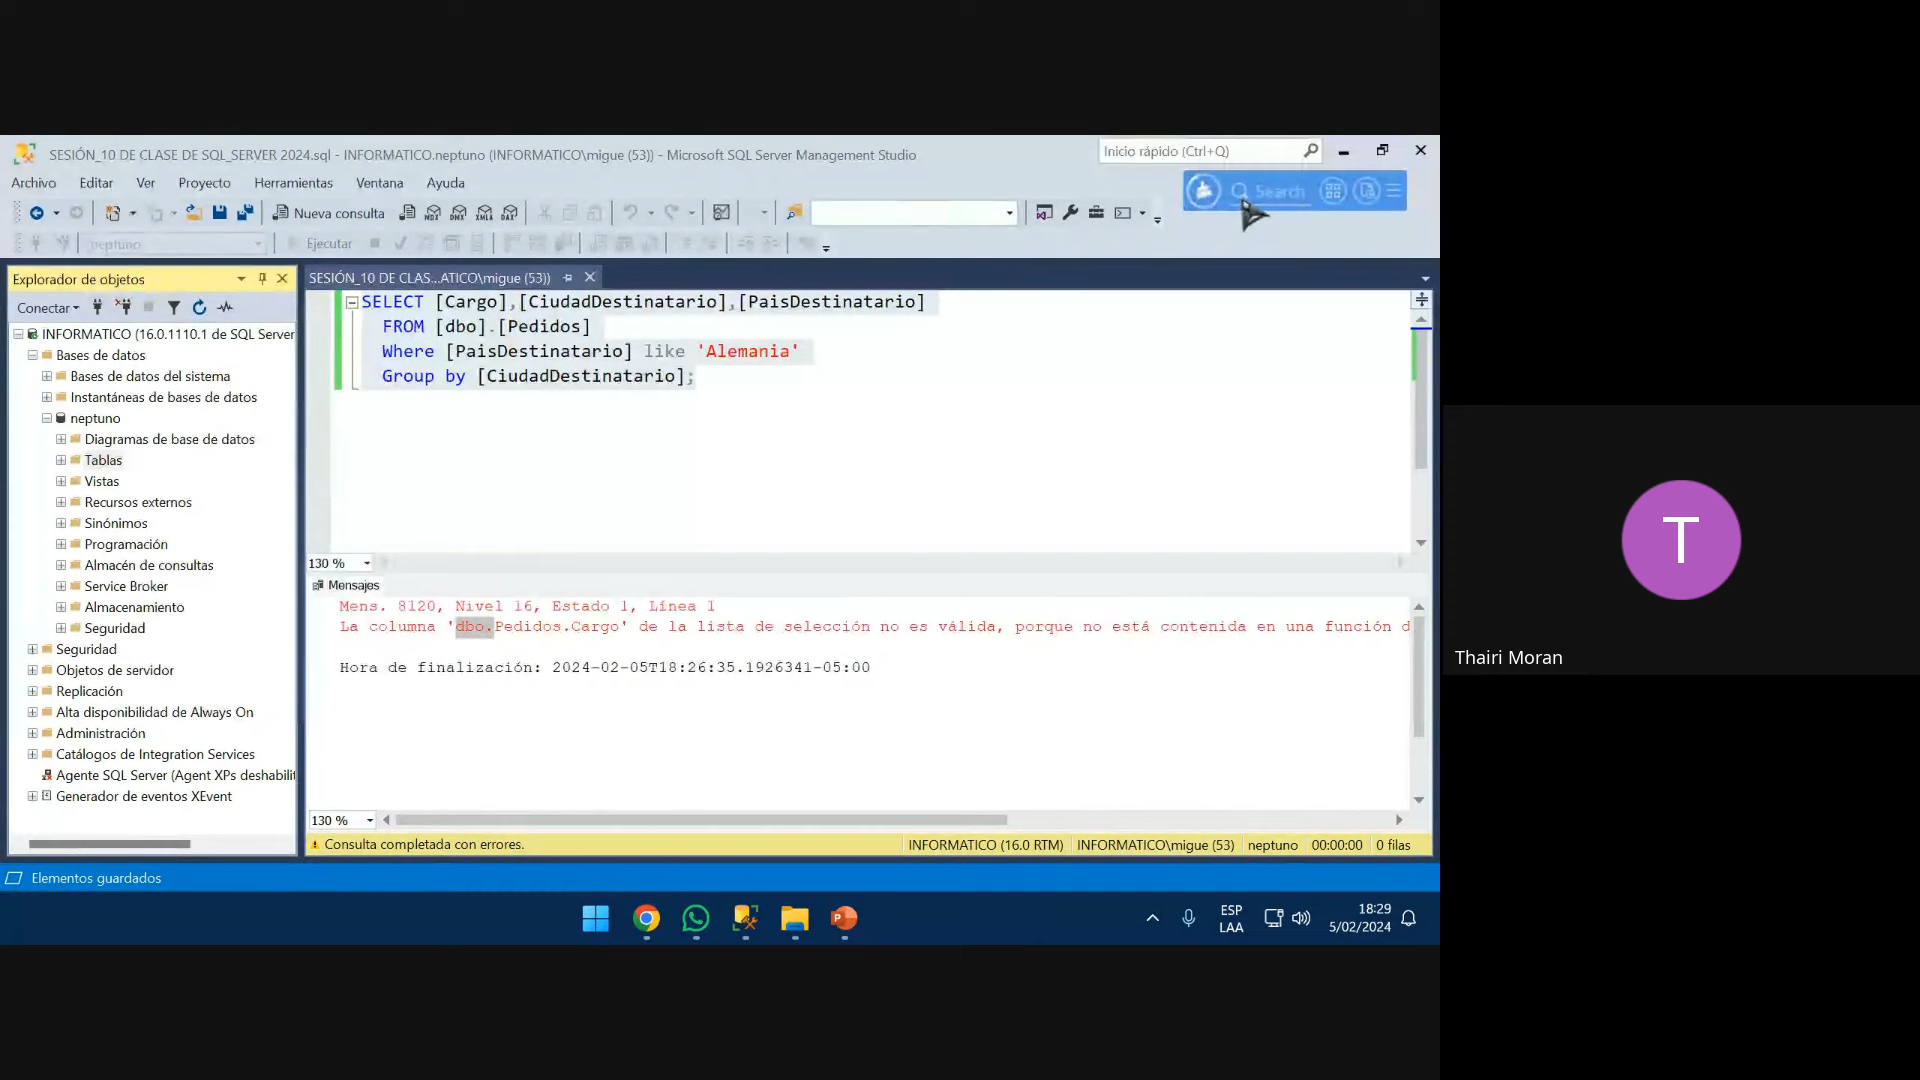 SESIÓN_10 DE CLASE DE SQL_SERVER 2024.sql - INFORMATICO.neptuno (INFORMATICO\migue (53)) - Microsoft SQL Server Management Studio
Inicio rápido (Ctrl+Q)
Archivo Editar Ver Proyecto Herramientas Ventana Ayuda
Search
Nueva consulta
MDX DMX XMLA DAX
neptuno
Ejecutar
Explorador de objetos
Conectar
INFORMATICO (16.0.1110.1 de SQL Server
Bases de datos
Bases de datos del sistema
Instantáneas de bases de datos
neptuno
Diagramas de base de datos
Tablas
Vistas
Recursos externos
Sinónimos
Programación
Almacén de consultas
Service Broker
Almacenamiento
Seguridad
Seguridad
Objetos de servidor
Replicación
Alta disponibilidad de Always On
Administración
Catálogos de Integration Services
Agente SQL Server (Agent XPs deshabilit
Generador de eventos XEvent
SESIÓN_10 DE CLAS...ATICO\migue (53))
SELECT [Cargo],[CiudadDestinatario],[PaisDestinatario]
FROM [dbo].[Pedidos]
Where [PaisDestinatario] like 'Alemania'
Group by [CiudadDestinatario];
130 %
Mensajes
Mens. 8120, Nivel 16, Estado 1, Línea 1
La columna 'dbo.Pedidos.Cargo' de la lista de selección no es válida, porque no está contenida en una función d
Hora de finalización: 2024-02-05T18:26:35.1926341-05:00
130 %
Consulta completada con errores.
INFORMATICO (16.0 RTM) INFORMATICO\migue (53) neptuno 00:00:00 0 filas
Elementos guardados
ESP
LAA
18:29
5/02/2024
T
Thairi Moran